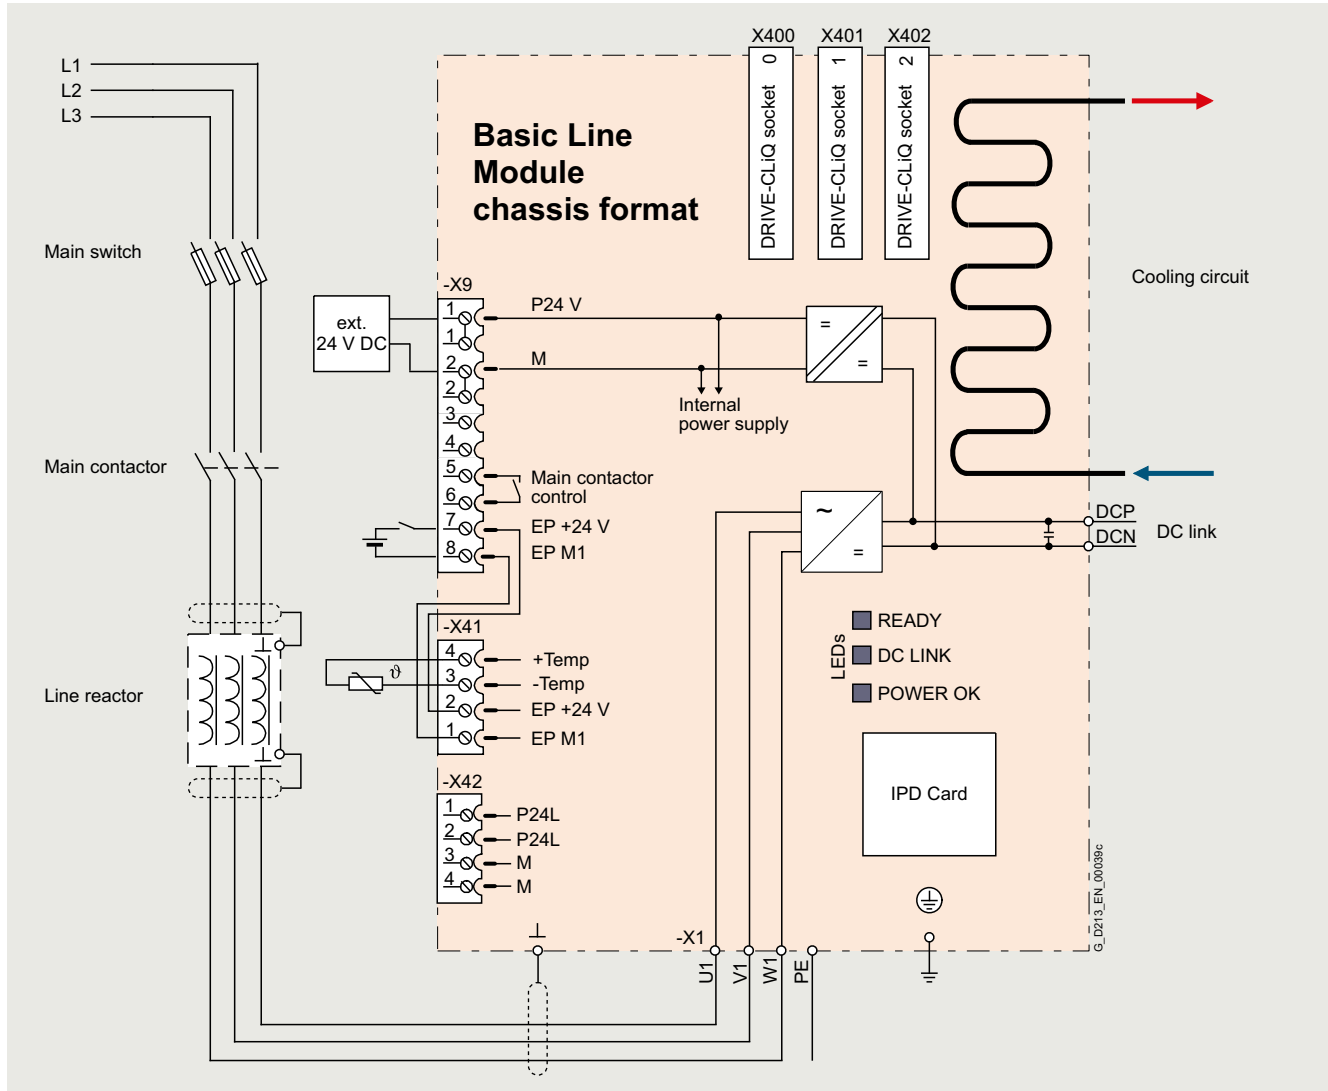 X400 X401 X402
L1
L2
L3
DRIVE-CLiQ socket 0
DRIVE-CLiQ socket 1
DRIVE-CLiQ socket 2
Basic Line
Module
chassis format
Main switch
Cooling circuit
-X9
ext.
24 V DC
1 P24 V
1
2 M
2
3
4
5
6
7 EP +24 V
8 EP M1
=
=
Internal
power supply
Main contactor
control
Main contactor
~
=
DCP
DCN
DC link
LEDs
READY
DC LINK
POWER OK
-X41
4 +Temp
3 -Temp
2 EP +24 V
1 EP M1
ϑ
Line reactor
-X42
1 P24L
2 P24L
3 M
4 M
IPD Card
G_D213_EN_00039c
-X1
U1
V1
W1
PE